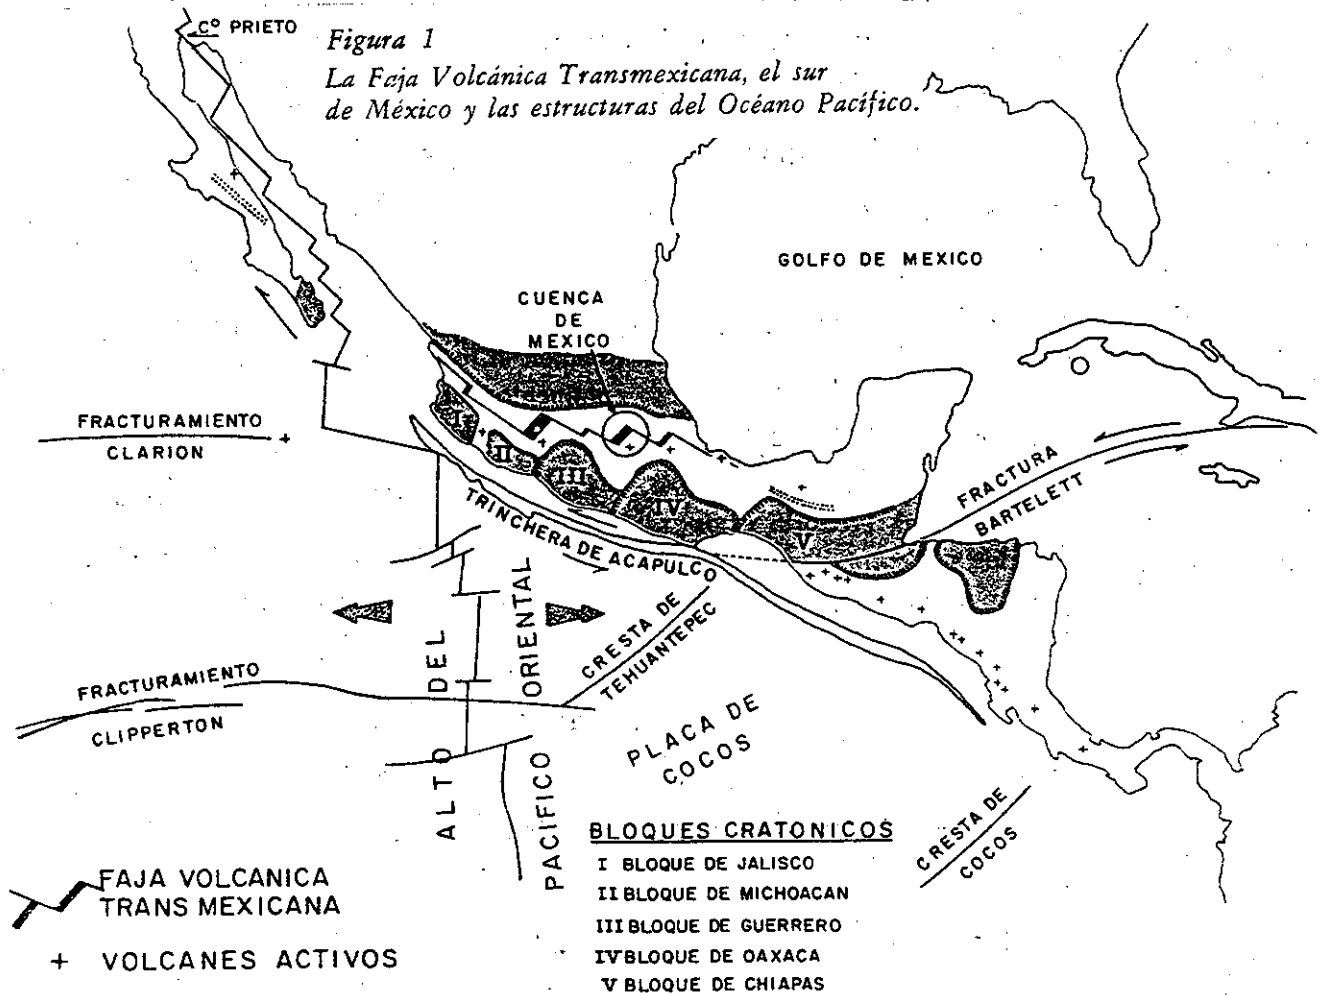 Cº PRIETO
Figura 1
La Faja Volcánica Transmexicana, el sur
de México y las estructuras del Océano Pacífico.
GOLFO DE MEXICO
CUENCA
DE
MEXICO
FRACTURAMIENTO
CLARION
I
II
III
IV
V
FRACTURA
BARTELETT
TRINCHERA DE ACAPULCO
CRESTA DE
TEHUANTEPEC
ALTO DEL
PACIFICO ORIENTAL
FRACTURAMIENTO
CLIPPERTON
PLACA DE
COCOS
CRESTA DE
COCOS
FAJA VOLCANICA
TRANS MEXICANA
+ VOLCANES ACTIVOS
BLOQUES CRATONICOS
I BLOQUE DE JALISCO
II BLOQUE DE MICHOACAN
III BLOQUE DE GUERRERO
IV BLOQUE DE OAXACA
V BLOQUE DE CHIAPAS